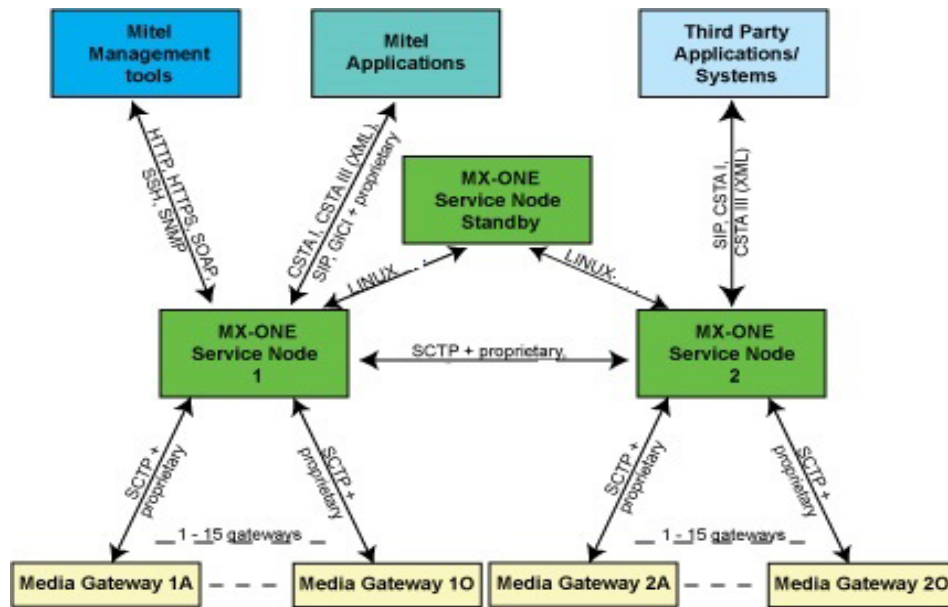 Mitel
Management
tools
Mitel
Applications
Third Party
Applications/
Systems
HTTP, HTTPS, SOAP,
SSH, SNMP
CSTA I, CSTA III (XML),
SIP, GICI + proprietary
MX-ONE
Service Node
Standby
SIP, CSTA I,
CSTA III (XML)
LINUX
LINUX
MX-ONE
Service Node
1
SCTP + proprietary,
MX-ONE
Service Node
2
SCTP +
proprietary
SCTP +
proprietary
SCTP +
proprietary
SCTP +
proprietary
1 - 15 gateways
1 - 15 gateways
Media Gateway 1A
Media Gateway 1O
Media Gateway 2A
Media Gateway 2O